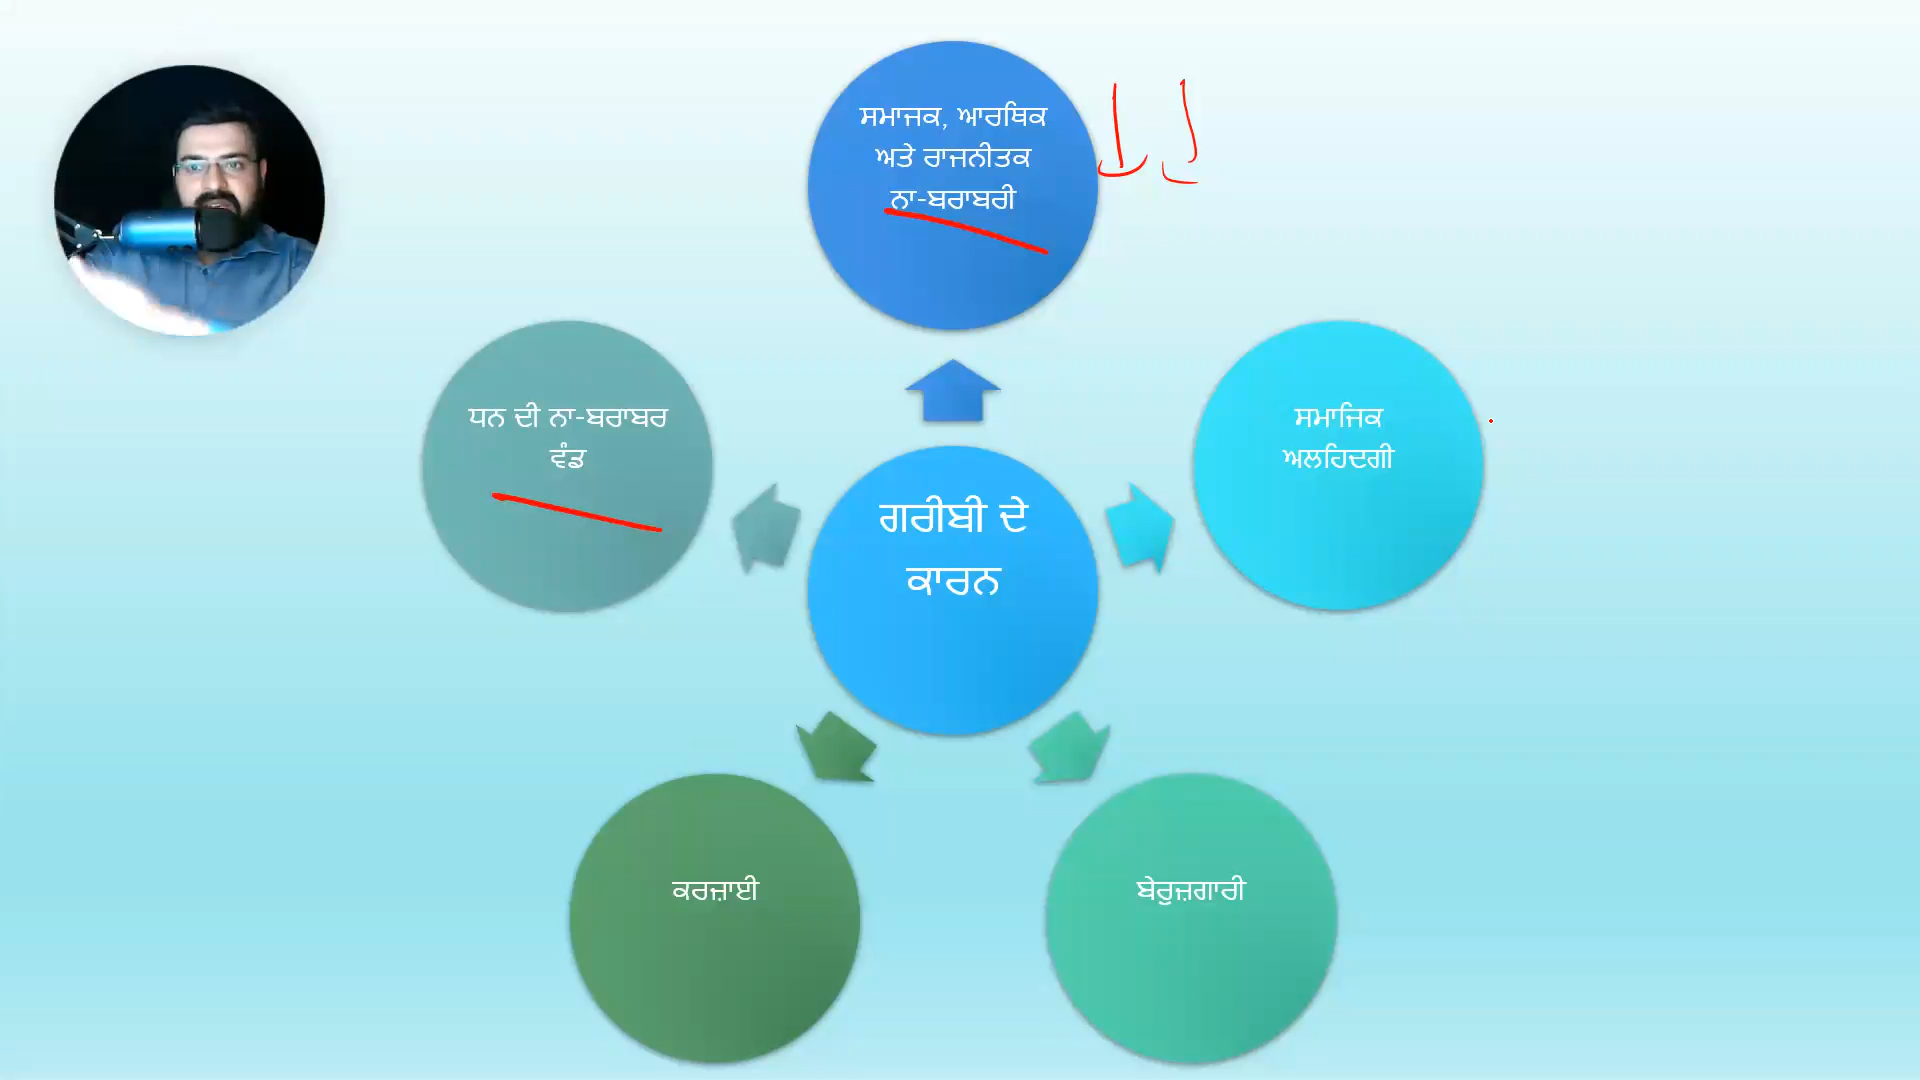 ਸਮਾਜਕ, ਆਰਥਿਕ
ਅਤੇ ਰਾਜਨੀਤਕ
ਨਾ-ਬਰਾਬਰੀ
ਧਨ ਦੀ ਨਾ-ਬਰਾਬਰ
ਵੰਡ
ਸਮਾਜਿਕ
ਅਲਹਿਦਗੀ
ਗਰੀਬੀ ਦੇ
ਕਾਰਨ
ਕਰਜ਼ਾਈ
ਬੇਰੁਜ਼ਗਾਰੀ